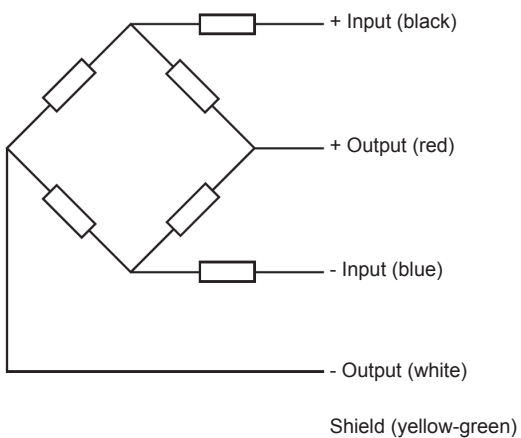 + Input (black)
+ Output (red)
- Input (blue)
- Output (white)
Shield (yellow-green)